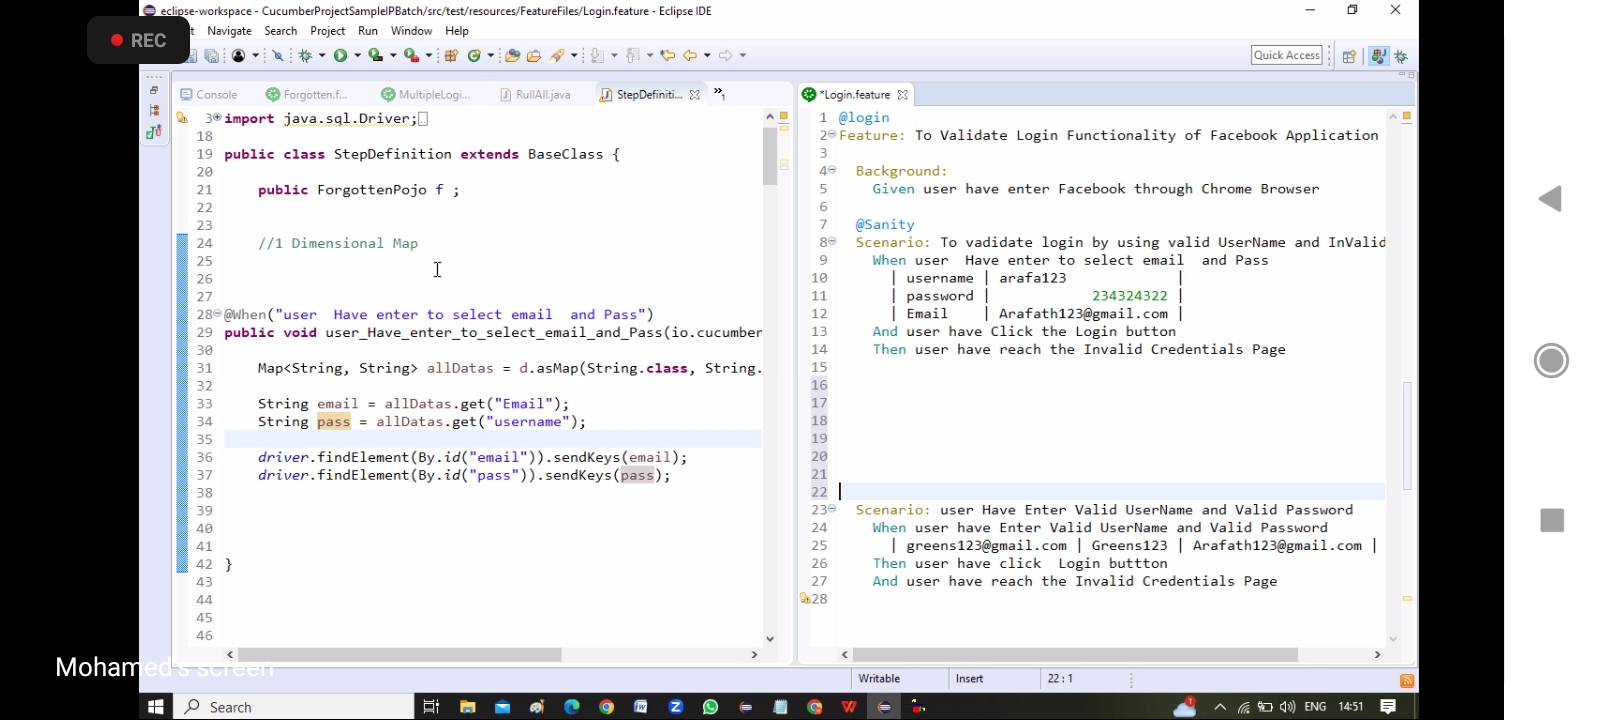 eclipse-workspace - CucumberProjectSampleIPBatch/src/test/resources/FeatureFiles/Login.feature - Eclipse IDE
REC
Navigate Search Project Run Window Help
Quick Access
Console Forgotten.f... MultipleLogi... RullAll.java StepDefiniti... »1
3 import java.sql.Driver;
18
19 public class StepDefinition extends BaseClass {
20
21 public ForgottenPojo f ;
22
23
24 //1 Dimensional Map
25
26
27
28 @When("user  Have enter to select email  and Pass")
29 public void user_Have_enter_to_select_email_and_Pass(io.cucumber
30
31 Map<String, String> allDatas = d.asMap(String.class, String.
32
33 String email = allDatas.get("Email");
34 String pass = allDatas.get("username");
35
36 driver.findElement(By.id("email")).sendKeys(email);
37 driver.findElement(By.id("pass")).sendKeys(pass);
38
39
40
41
42 }
43
44
45
46
*Login.feature
1 @login
2 Feature: To Validate Login Functionality of Facebook Application
3
4 Background:
5 Given user have enter Facebook through Chrome Browser
6
7 @Sanity
8 Scenario: To vadidate login by using valid UserName and InValid
9 When user  Have enter to select email  and Pass
10 | username | arafa123 |
11 | password | 234324322 |
12 | Email | Arafath123@gmail.com |
13 And user have Click the Login button
14 Then user have reach the Invalid Credentials Page
15
16
17
18
19
20
21
22
23 Scenario: user Have Enter Valid UserName and Valid Password
24 When user have Enter Valid UserName and Valid Password
25 | greens123@gmail.com | Greens123 | Arafath123@gmail.com |
26 Then user have click  Login buttton
27 And user have reach the Invalid Credentials Page
28
Mohamed's screen
Writable Insert 22 : 1
Search
1
ENG 14:51